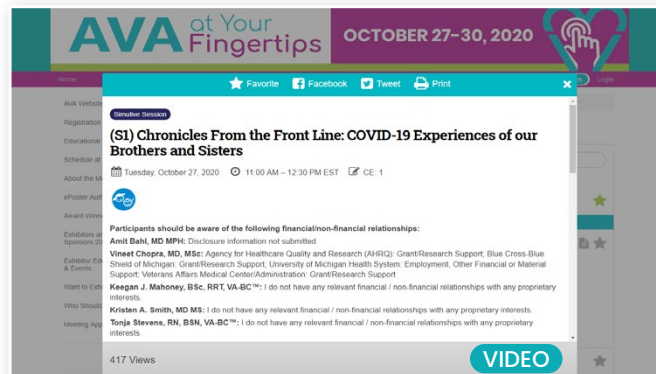 AVA at Your Fingertips
OCTOBER 27-30, 2020
Home
Login
Favorite Facebook Tweet Print
AVA Website
Registration
Educational
Schedule at
About the M
ePoster Auth
Award Winne
Exhibitors an
Sponsors 20
Exhibitor Edu
& Events
Want to Exhi
Who Should
Meeting App
Simulive Session
(S1) Chronicles From the Front Line: COVID-19 Experiences of our
Brothers and Sisters
Tuesday, October 27, 2020 11:00 AM – 12:30 PM EST CE: 1
Participants should be aware of the following financial/non-financial relationships:
Amit Bahl, MD MPH: Disclosure information not submitted
Vineet Chopra, MD, MSc: Agency for Healthcare Quality and Research (AHRQ): Grant/Research Support; Blue Cross-Blue
Shield of Michigan: Grant/Research Support; University of Michigan Health System: Employment, Other Financial or Material
Support; Veterans Affairs Medical Center/Administration: Grant/Research Support
Keegan J. Mahoney, BSc, RRT, VA-BC™: I do not have any relevant financial / non-financial relationships with any proprietary
interests.
Kristen A. Smith, MD MS: I do not have any relevant financial / non-financial relationships with any proprietary interests.
Tonja Stevens, RN, BSN, VA-BC™: I do not have any relevant financial / non-financial relationships with any proprietary
interests.
417 Views
VIDEO